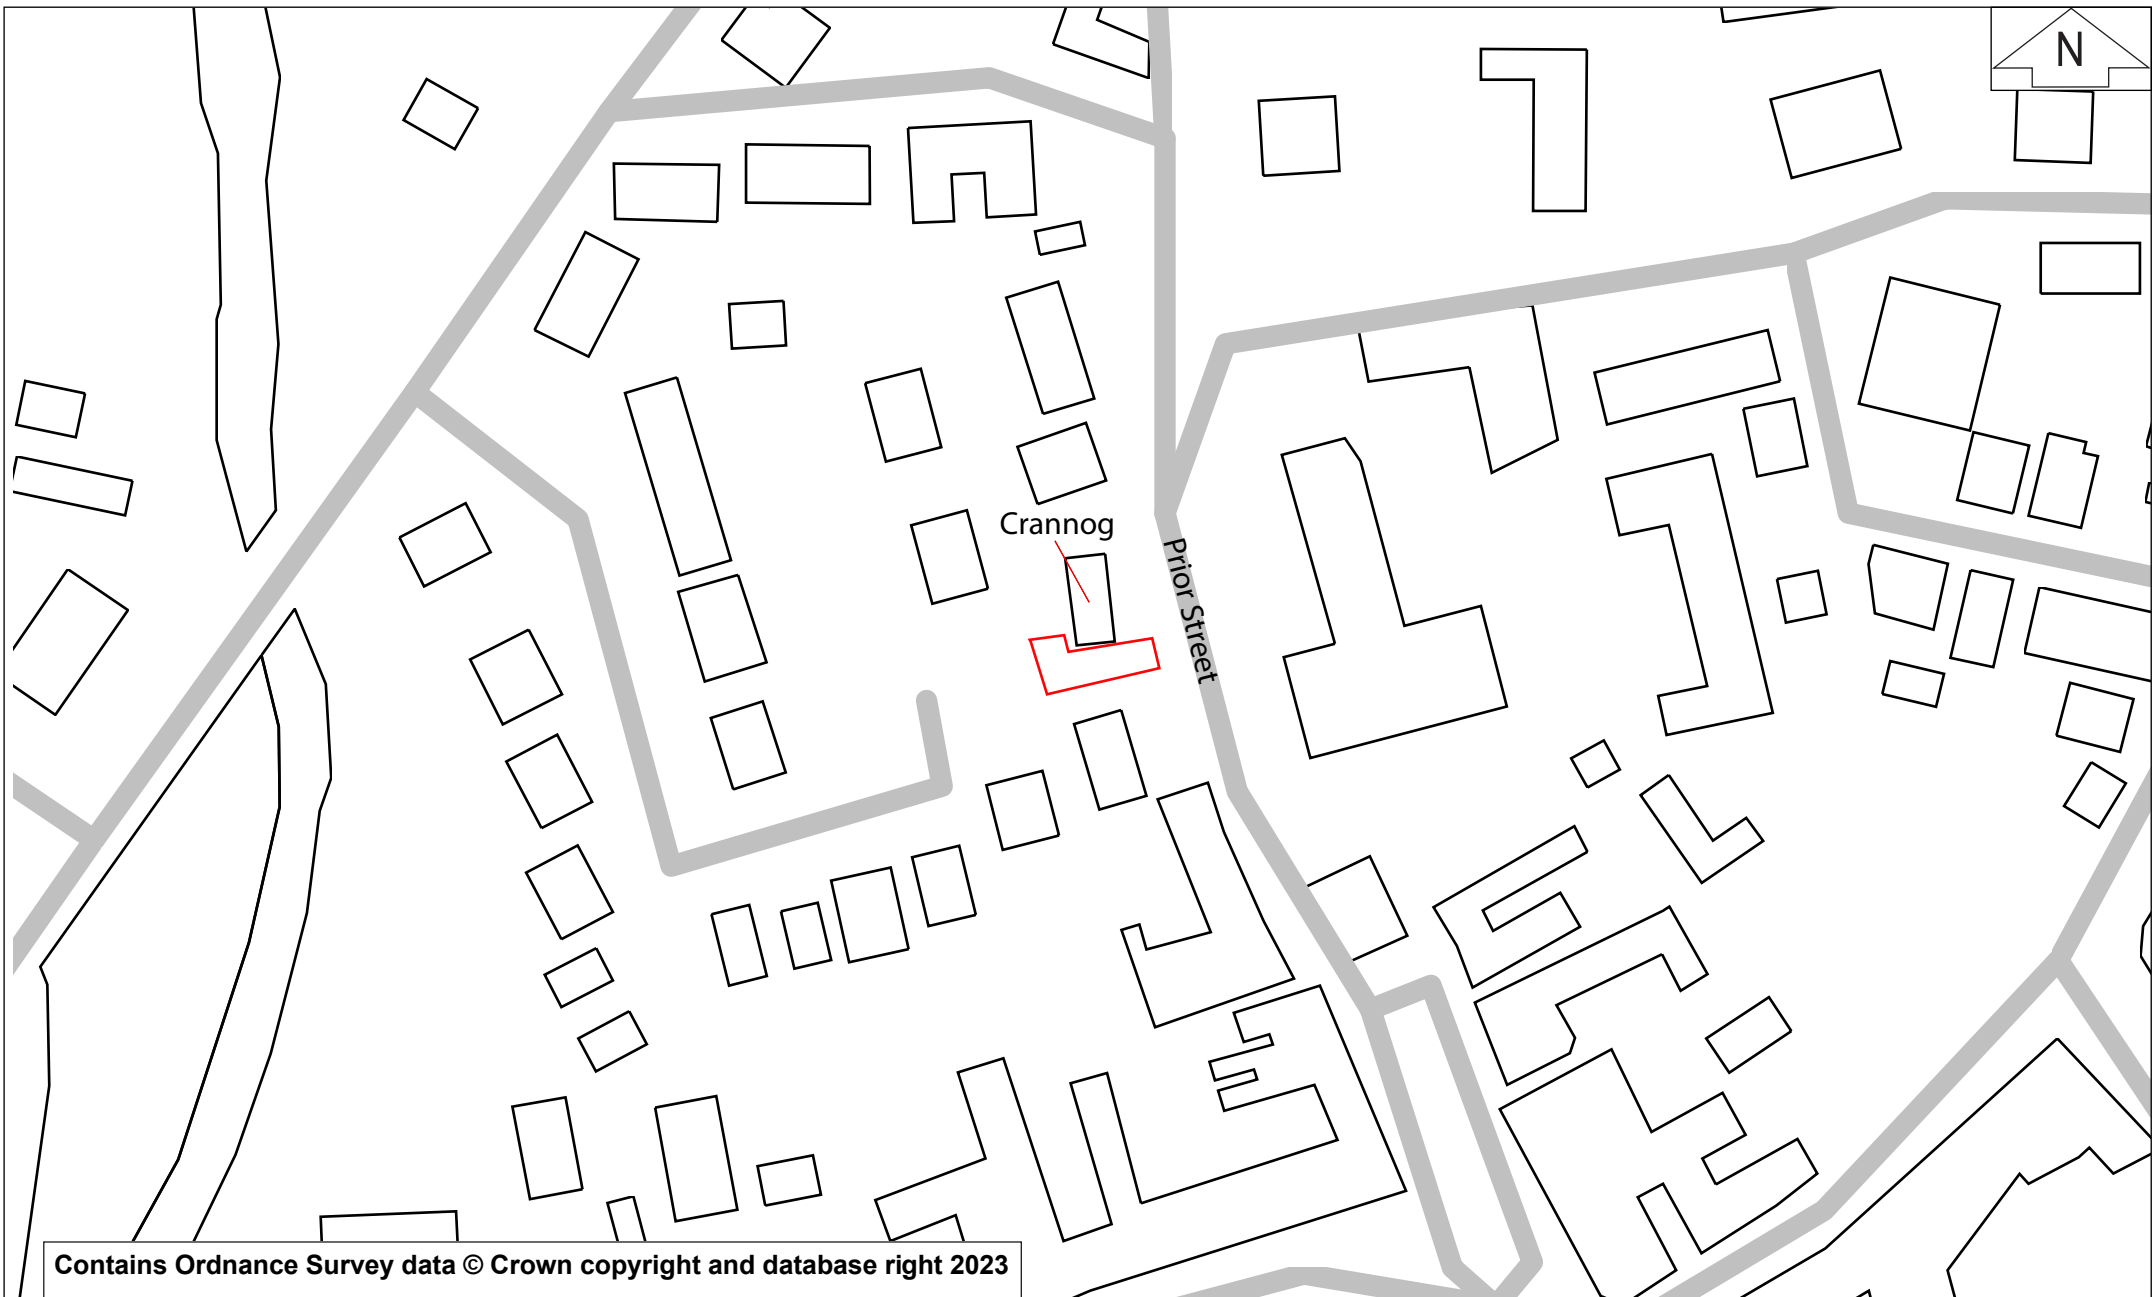 N
Crannog
Prior Street
Contains Ordnance Survey data © Crown copyright and database right 2023